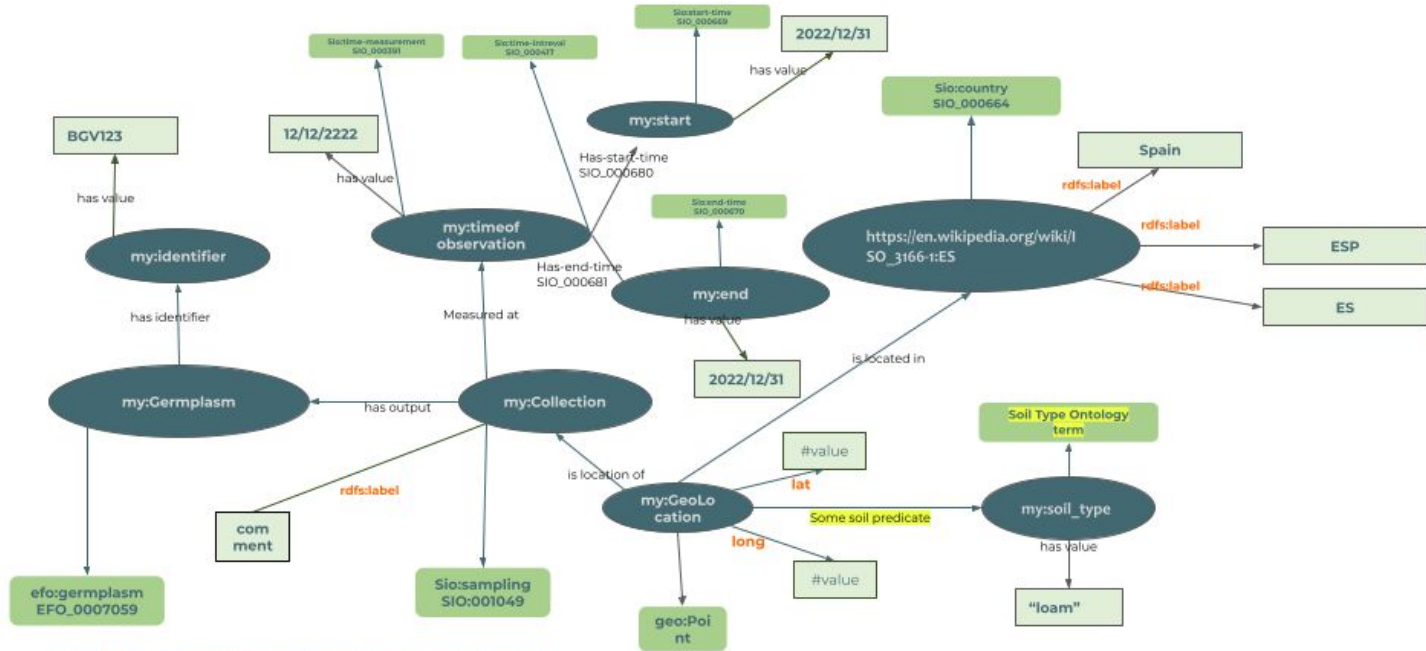 Sio:start-time
SIO_000669
2022/12/31
Sio:time-measurement
SIO_000391
Sio:time-intreval
SIO_000417
has value
Sio:country
SIO_000664
my:start
BGV123
12/12/2222
Spain
Has-start-time
SIO_000680
has value
rdfs:label
has value
Sio:end-time
SIO_000670
my:timeof
observation
rdfs:label
https://en.wikipedia.org/wiki/I
SO_3166-1:ES
ESP
my:identifier
Has-end-time
SIO_000681
my:end
rdfs:label
ES
has identifier
Measured at
has value
is located in
2022/12/31
my:Germplasm
has output
my:Collection
Soil Type Ontology
term
#value
is location of
lat
rdfs:label
my:GeoLo
cation
Some soil predicate
my:soil_type
com
ment
long
has value
#value
efo:germplasm
EFO_0007059
Sio:sampling
SIO:001049
"loam"
geo:Poi
nt